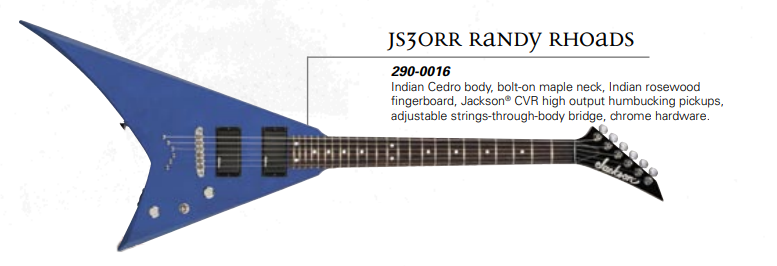 JS30RR RANDY RHOADS
290-0016
Indian Cedro body, bolt-on maple neck, Indian rosewood
fingerboard, Jackson® CVR high output humbucking pickups,
adjustable strings-through-body bridge, chrome hardware.
Jackson